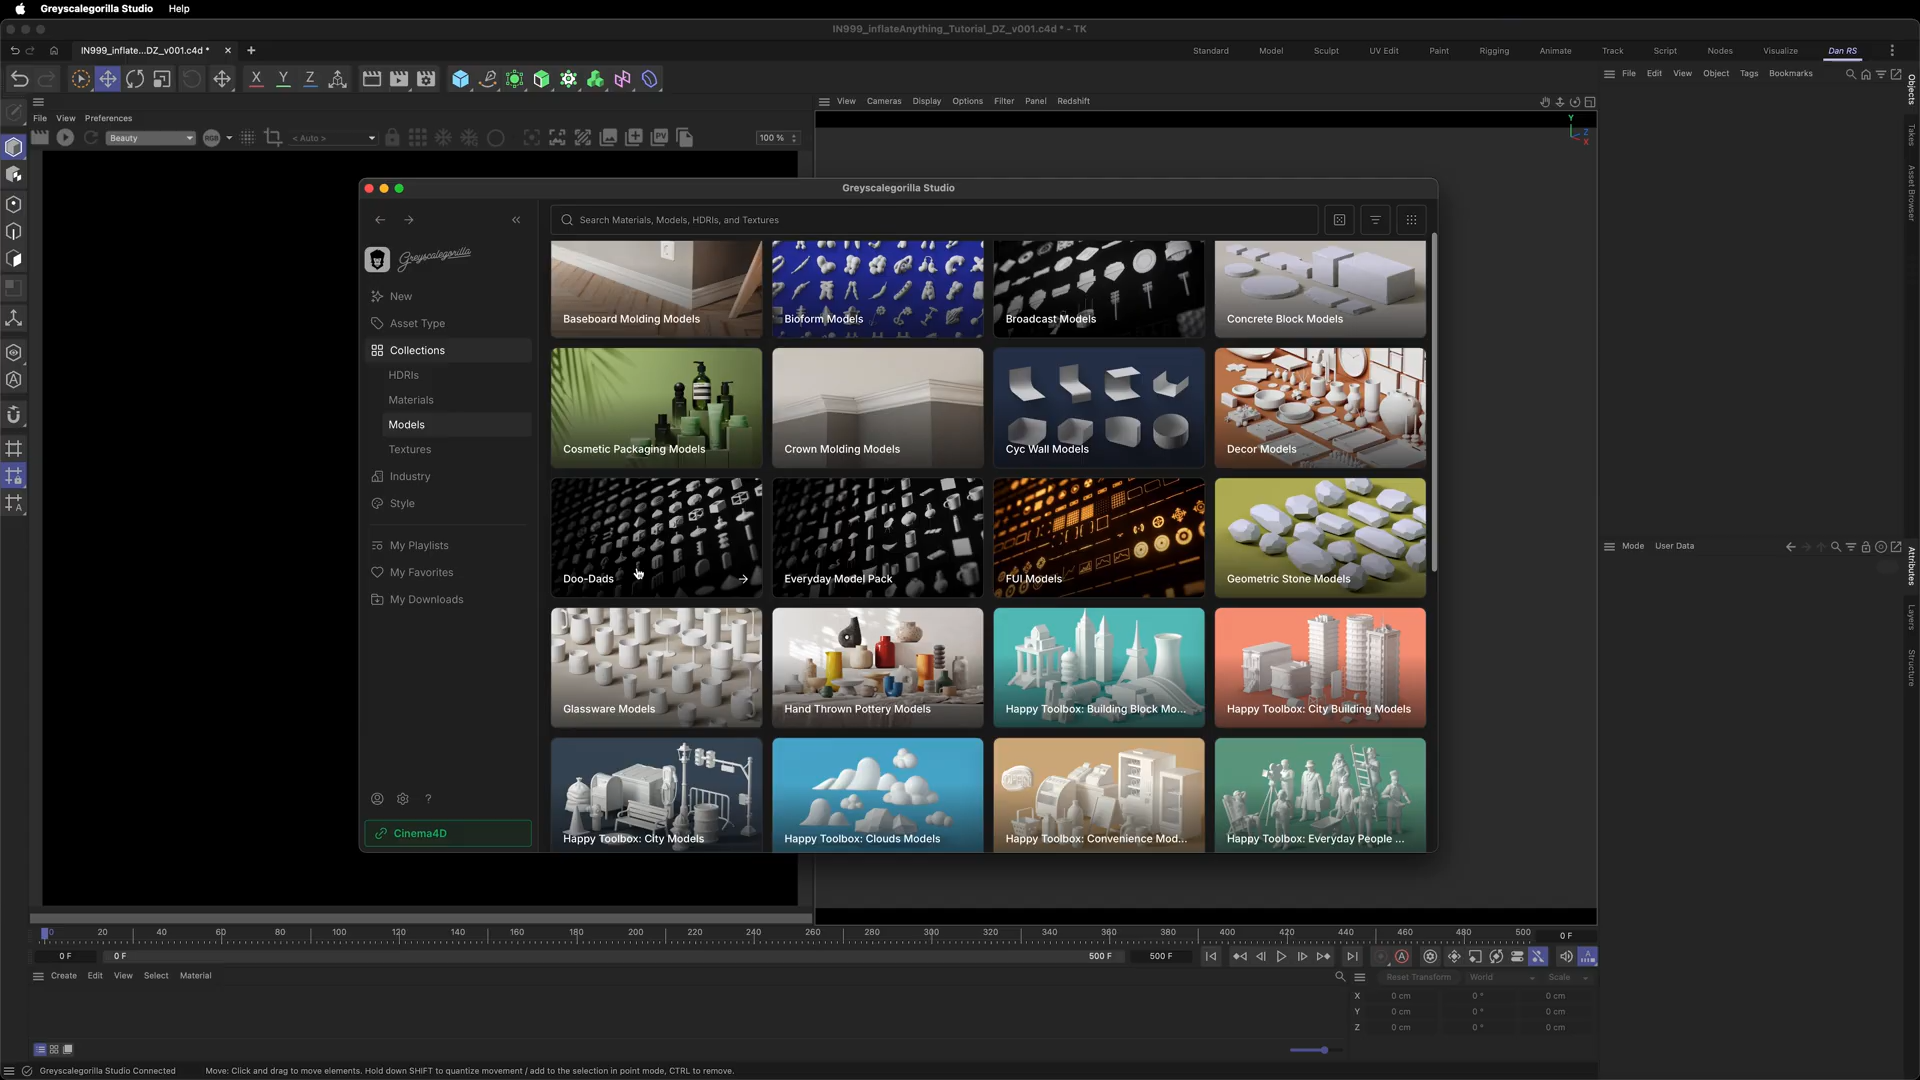 Greyscalegorilla Studio Help
IN999_inflateAnything_Tutorial_DZ_v001.c4d * - TK
IN999_inflate...DZ_v001.c4d *
Standard Model Sculpt UV Edit Paint Rigging Animate Track Script Nodes Visualize Dan RS
File Edit View Object Tags Bookmarks
X Y Z
View Cameras Display Options Filter Panel Redshift
File View Preferences
Beauty RGB < Auto > PV 100 %
Y
Z
X
Objects
Takes
Asset Browser
Greyscalegorilla Studio
Search Materials, Models, HDRIs, and Textures
Greyscalegorilla
New
Asset Type
Collections
HDRIs
Materials
Models
Textures
Industry
Style
My Playlists
My Favorites
My Downloads
?
Cinema4D
Baseboard Molding Models
Bioform Models
Broadcast Models
Concrete Block Models
Cosmetic Packaging Models
Crown Molding Models
Cyc Wall Models
Decor Models
Doo-Dads
Everyday Model Pack
FUI Models
Geometric Stone Models
Glassware Models
Hand Thrown Pottery Models
Happy Toolbox: Building Block Mo...
Happy Toolbox: City Building Models
Happy Toolbox: City Models
Happy Toolbox: Clouds Models
Happy Toolbox: Convenience Mod...
Happy Toolbox: Everyday People ...
Mode User Data
Attributes
Layers
Structure
0 20 40 60 80 100 120 140 160 180 200 220 240 260 280 300 320 340 360 380 400 420 440 460 480 500 0 F
0 F 0 F 500 F 500 F
Create Edit View Select Material
Reset Transform World Scale
X 0 cm 0 ° 0 cm
Y 0 cm 0 ° 0 cm
Z 0 cm 0 ° 0 cm
Greyscalegorilla Studio Connected Move: Click and drag to move elements. Hold down SHIFT to quantize movement / add to the selection in point mode, CTRL to remove.